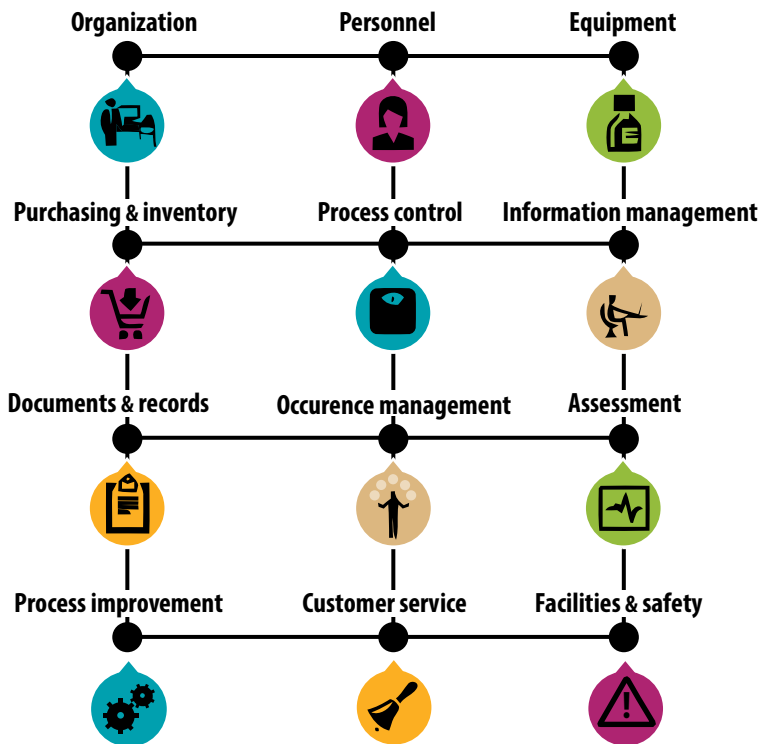 Organization
Personnel
Equipment
Purchasing & inventory
Process control
Information management
Documents & records
Occurence management
Assessment
Process improvement
Customer service
Facilities & safety